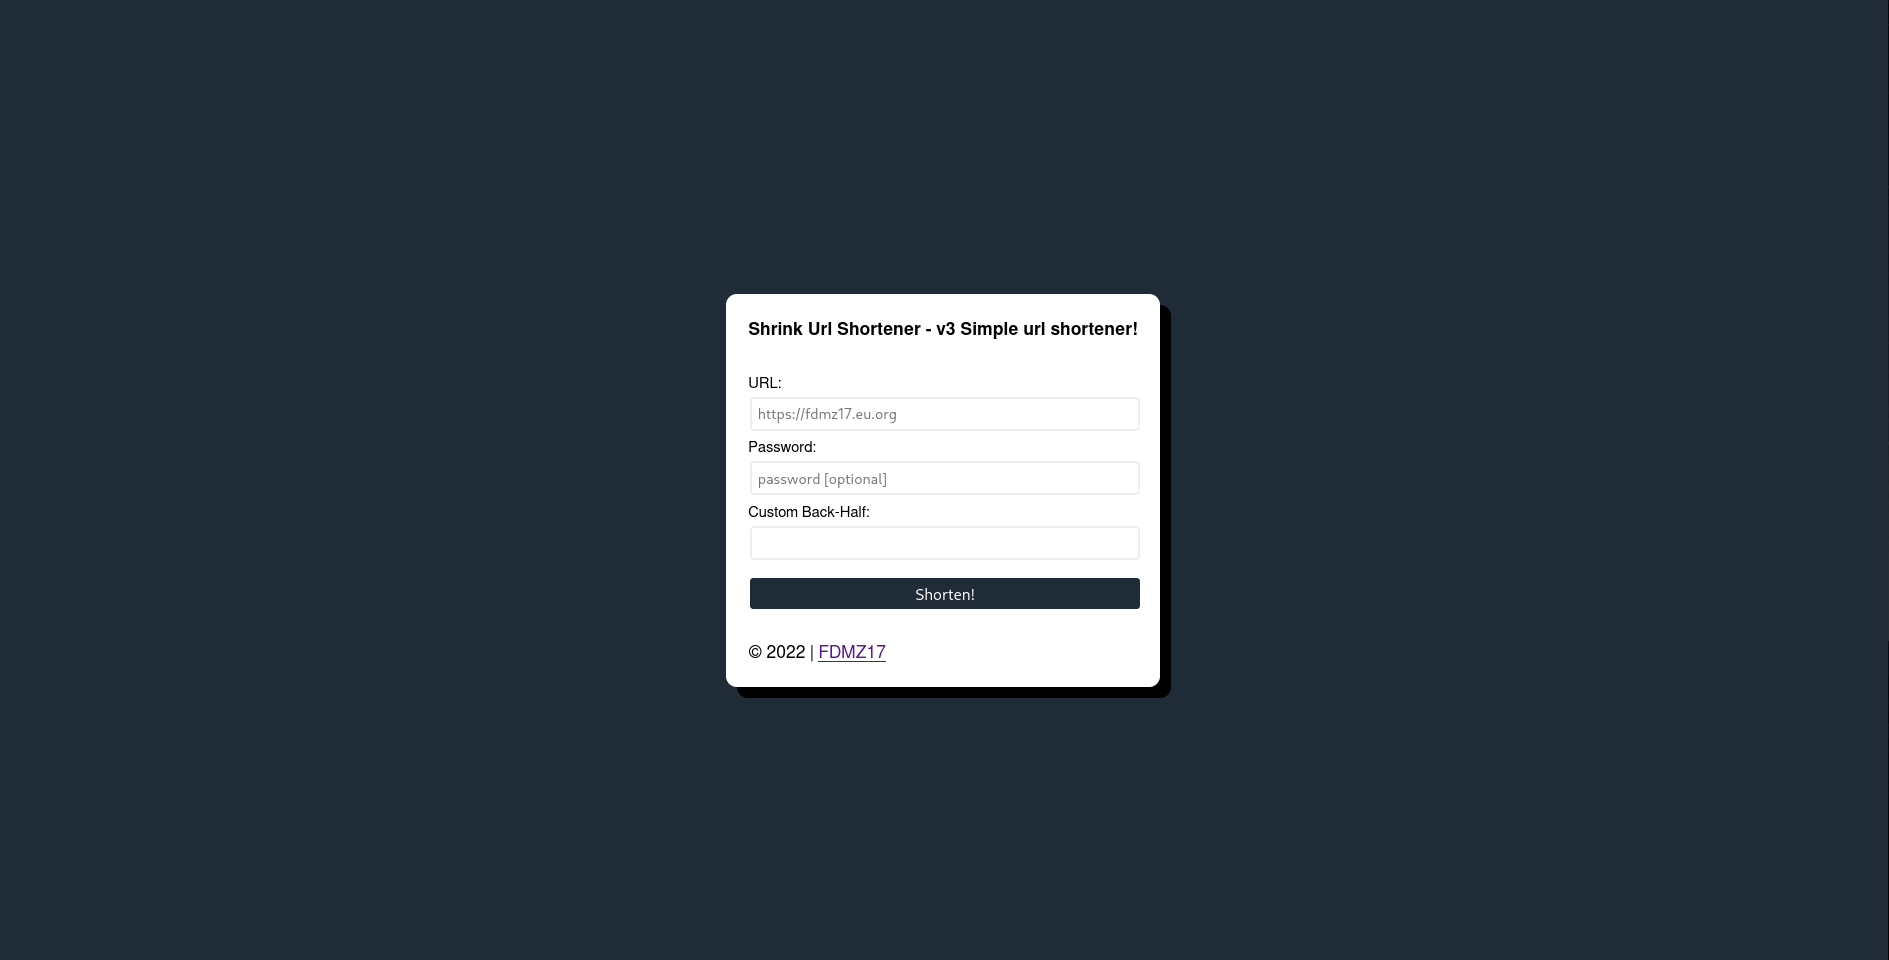 Shrink Url Shortener - v3 Simple url shortener!
URL:
https://fdmz17.eu.org
Password:
password [optional]
Custom Back-Half:
Shorten!
© 2022 | FDMZ17